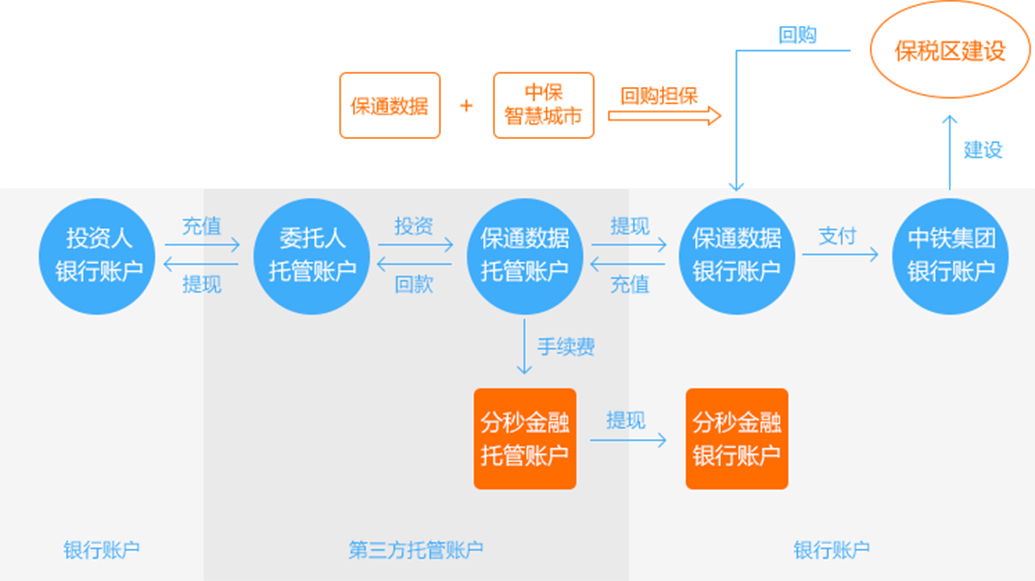 回购
保税区建设
保通数据
+
中保
智慧城市
回购担保
建设
投资人
银行账户
充值
提现
委托人
托管账户
投资
回款
保通数据
托管账户
提现
充值
保通数据
银行账户
支付
中铁集团
银行账户
手续费
分秒金融
托管账户
提现
分秒金融
银行账户
银行账户
第三方托管账户
银行账户